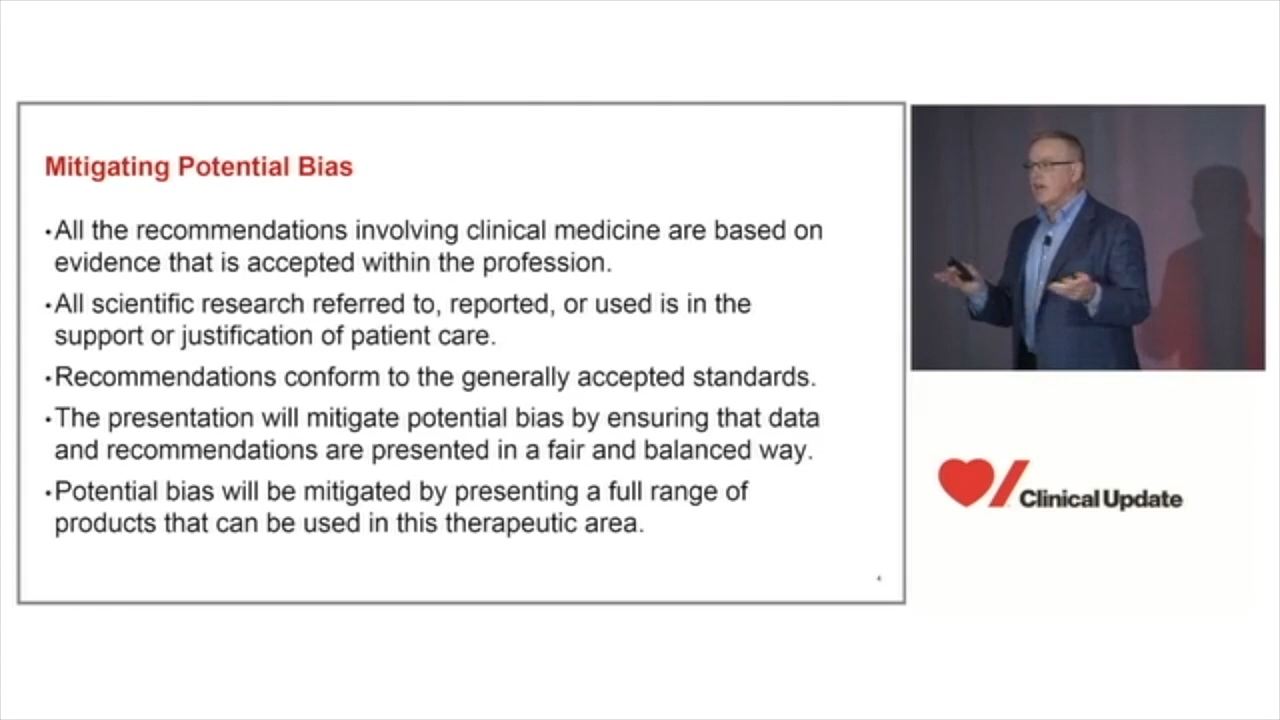 Mitigating Potential Bias
•All the recommendations involving clinical medicine are based on
evidence that is accepted within the profession.
•All scientific research referred to, reported, or used is in the
support or justification of patient care.
•Recommendations conform to the generally accepted standards.
•The presentation will mitigate potential bias by ensuring that data
and recommendations are presented in a fair and balanced way.
•Potential bias will be mitigated by presenting a full range of
products that can be used in this therapeutic area.
4
Clinical Update